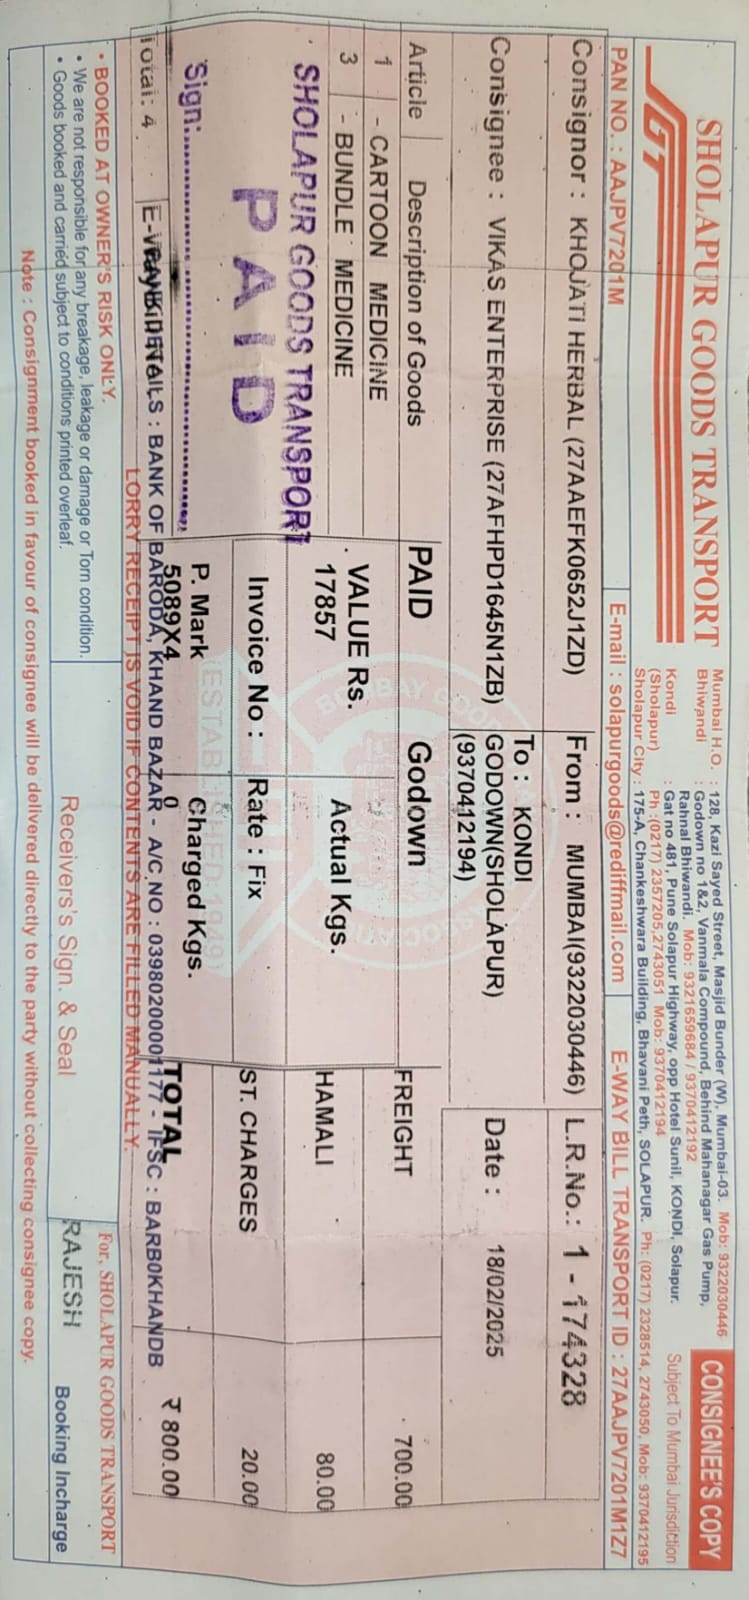 SHOLAPUR GOODS TRANSPORT
SGT
Mumbai H.O. : 128, Kazi Sayed Street, Masjid Bunder (W), Mumbai-03. Mob: 9322030446
Bhiwandi : Godown no 1&2, Vanmala Compound, Behind Mahanagar Gas Pump,
Rahnal Bhiwandi. Mob: 9321659684 / 9370412192
Kondi : Gat no 481, Pune Solapur Highway, opp Hotel Sunil, KONDI, Solapur.
(Sholapur) Ph :(0217) 2357205,2743051 Mob: 9370412194
Sholapur City : 175-A, Chankeshwara Building, Bhavani Peth, SOLAPUR. Ph: (0217) 2328514, 2743050, Mob: 9370412195
CONSIGNEE'S COPY
Subject To Mumbai Jurisdiction
PAN NO. : AAJPV7201M E-mail : solapurgoods@rediffmail.com E-WAY BILL TRANSPORT ID : 27AAJPV7201M1Z7
Consignor : KHOJATI HERBAL (27AAEFK0652J1ZD) From : MUMBAI(9322030446) L.R.No.: 1 - 174328
Consignee : VIKAS ENTERPRISE (27AFHPD1645N1ZB) To : KONDI
GODOWN(SHOLAPUR)
(9370412194)
Date : 18/02/2025
Article Description of Goods PAID Godown FREIGHT 700.00
1 - CARTOON MEDICINE
3 - BUNDLE MEDICINE
VALUE Rs. Actual Kgs. HAMALI 80.00
17857
SHOLAPUR GOODS TRANSPORT
PAID
Sign:
Invoice No : Rate : Fix ST. CHARGES 20.00
P. Mark Charged Kgs.
5089X4 0
TOTAL ₹ 800.00
Total: 4 E-Way
BANK DETAILS : BANK OF BARODA, KHAND BAZAR - A/C NO : 03980200001177 - IFSC : BARB0KHANDB
LORRY RECEIPT IS VOID IF CONTENTS ARE FILLED MANUALLY.
BOMBAY GOODS
ASSOCIATION
(ESTABLISHED:1949)
• BOOKED AT OWNER'S RISK ONLY.
• We are not responsible for any breakage, leakage or damage or Torn condition.
• Goods booked and carried subject to conditions printed overleaf.
Receivers's Sign. & Seal
For, SHOLAPUR GOODS TRANSPORT
RAJESH Booking Incharge
Note : Consignment booked in favour of consignee will be delivered directly to the party without collecting consignee copy.